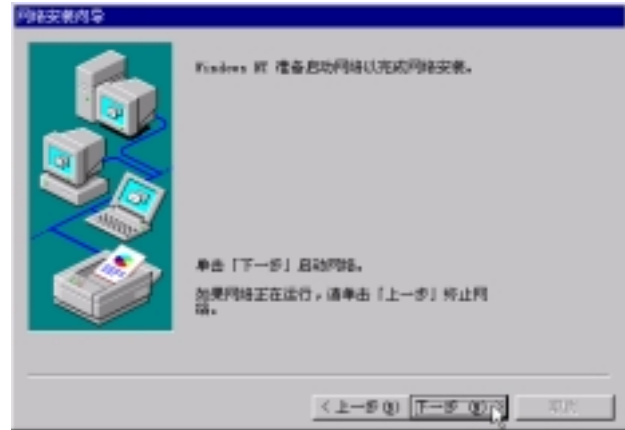 网络安装向导
Windows NT 准备启动网络以完成网络安装。
单击「下一步」启动网络。
如果网络正在运行，请单击「上一步」终止网
络。
<上一步(B) 下一步(N)> 取消